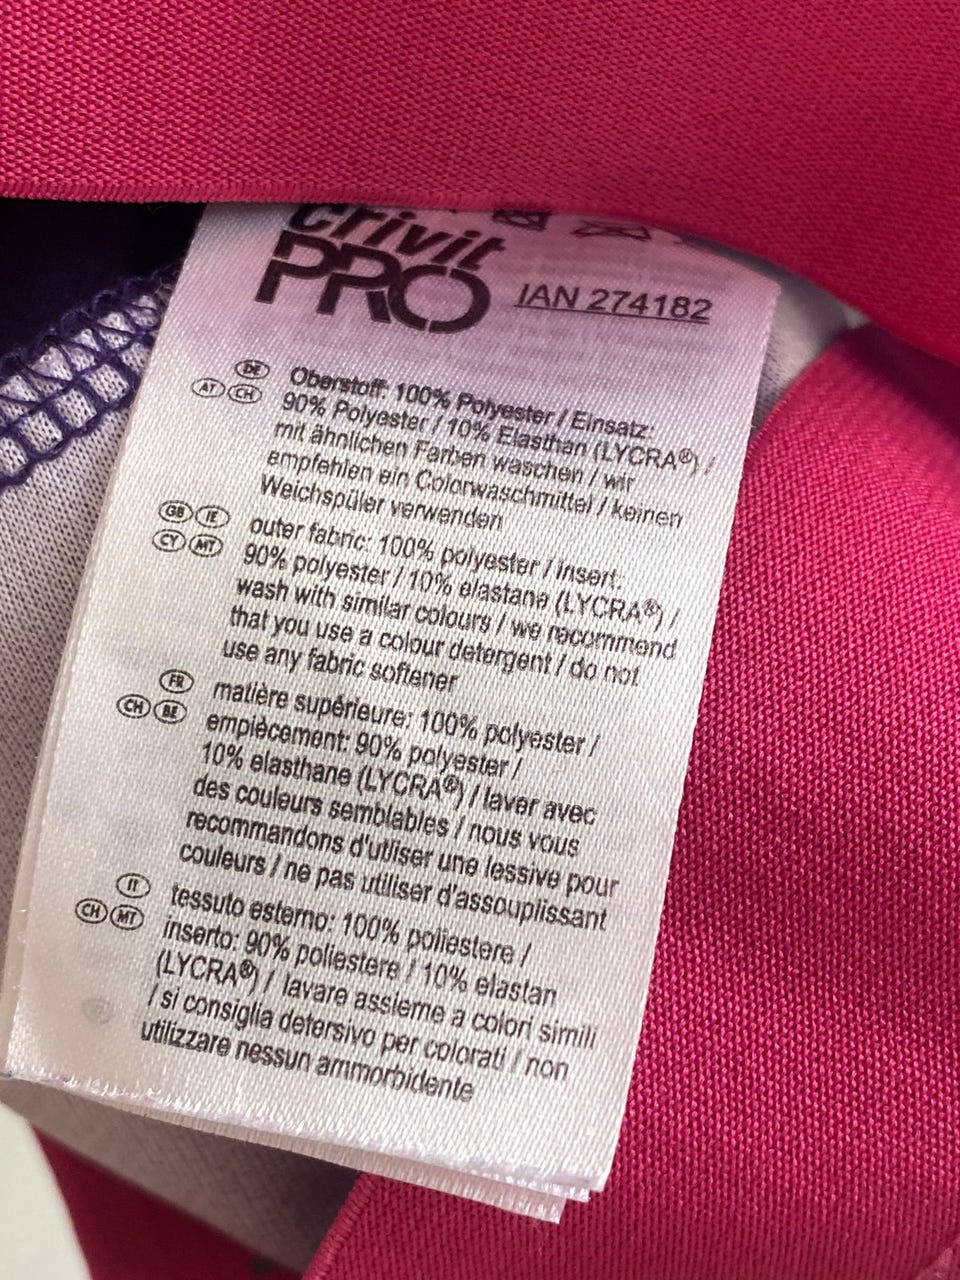 crivit
PRO
IAN 274182
DE
AT CH
Oberstoff: 100% Polyester / Einsatz:
90% Polyester / 10% Elasthan (LYCRA®) /
mit ähnlichen Farben waschen / wir
empfehlen ein Colorwaschmittel / keinen
Weichspüler verwenden
GB IE
CY MT
outer fabric: 100% polyester / insert:
90% polyester / 10% elastane (LYCRA®) /
wash with similar colours / we recommend
that you use a colour detergent / do not
use any fabric softener
FR
CH BE
matière supérieure: 100% polyester /
empiècement: 90% polyester /
10% elasthane (LYCRA®) / laver avec
des couleurs semblables / nous vous
recommandons d'utliser une lessive pour
couleurs / ne pas utiliser d'assouplissant
IT
CH MT
tessuto esterno: 100% poliestere /
inserto: 90% poliestere / 10% elastan
(LYCRA®) / lavare assieme a colori simili
/ si consiglia detersivo per colorati / non
utilizzare nessun ammorbidente